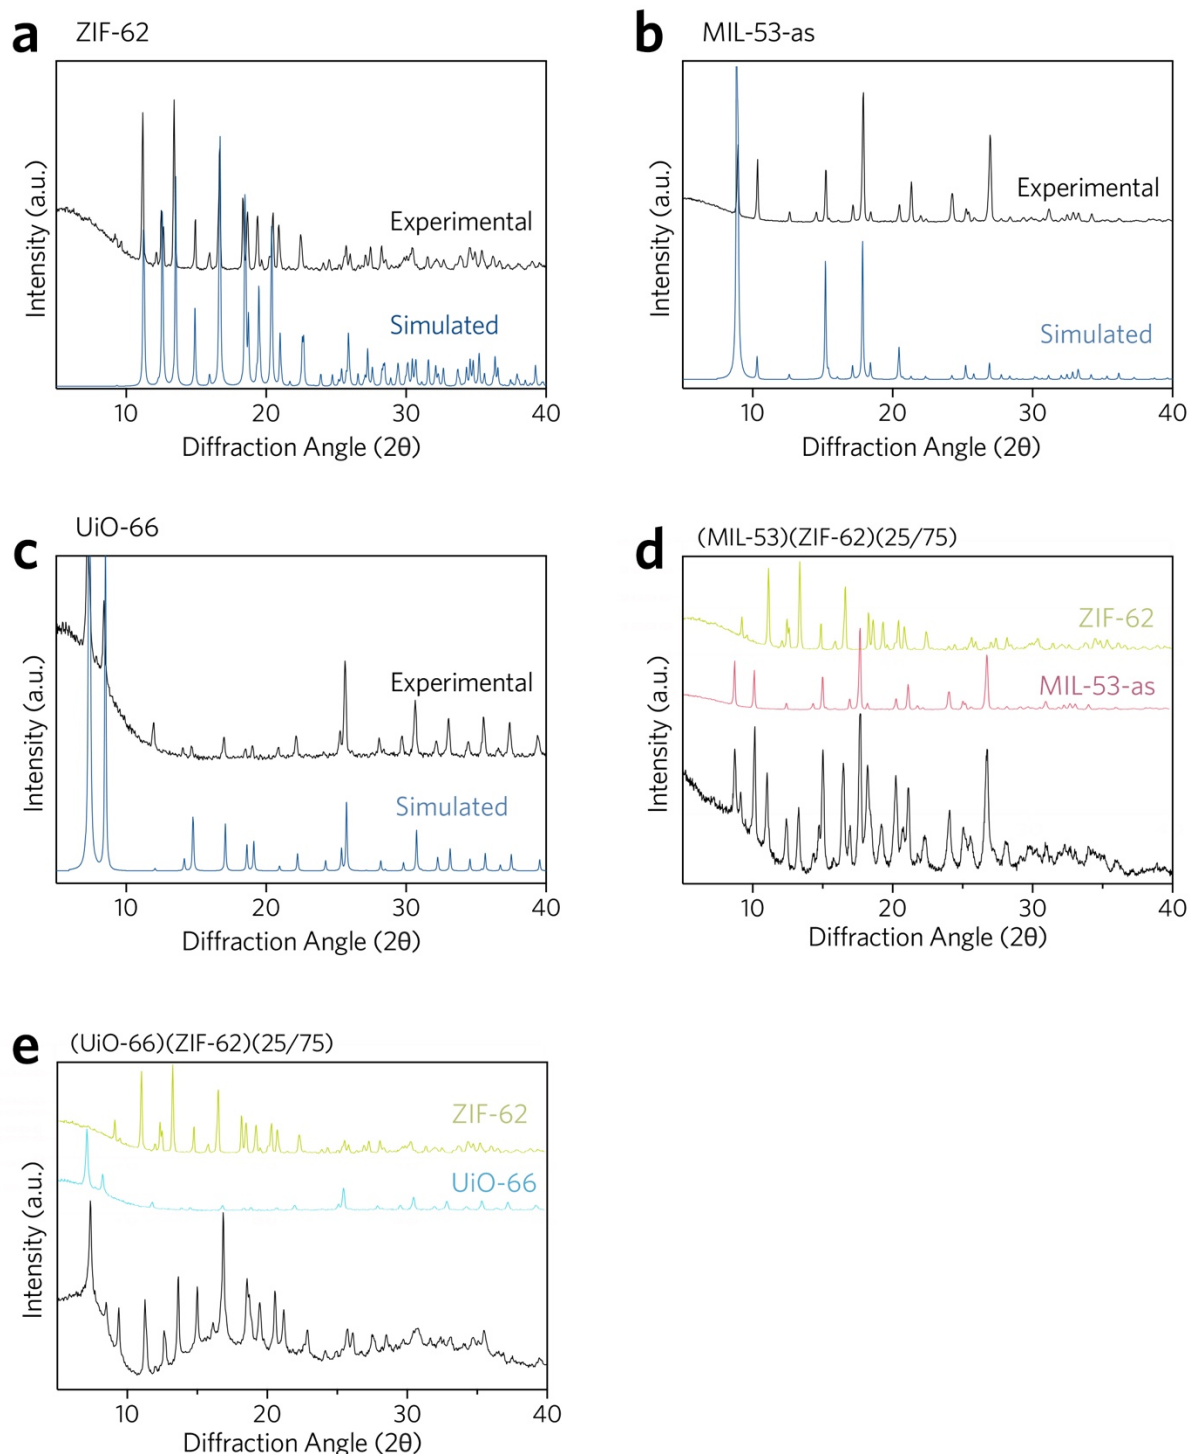 a ZIF-62
Intensity (a.u.)
Experimental
Simulated
10 20 30 40
Diffraction Angle (2θ)
b MIL-53-as
Intensity (a.u.)
Experimental
Simulated
10 20 30 40
Diffraction Angle (2θ)
c UiO-66
Intensity (a.u.)
Experimental
Simulated
10 20 30 40
Diffraction Angle (2θ)
d (MIL-53)(ZIF-62)(25/75)
Intensity (a.u.)
ZIF-62
MIL-53-as
10 20 30 40
Diffraction Angle (2θ)
e (UiO-66)(ZIF-62)(25/75)
Intensity (a.u.)
ZIF-62
UiO-66
10 20 30 40
Diffraction Angle (2θ)